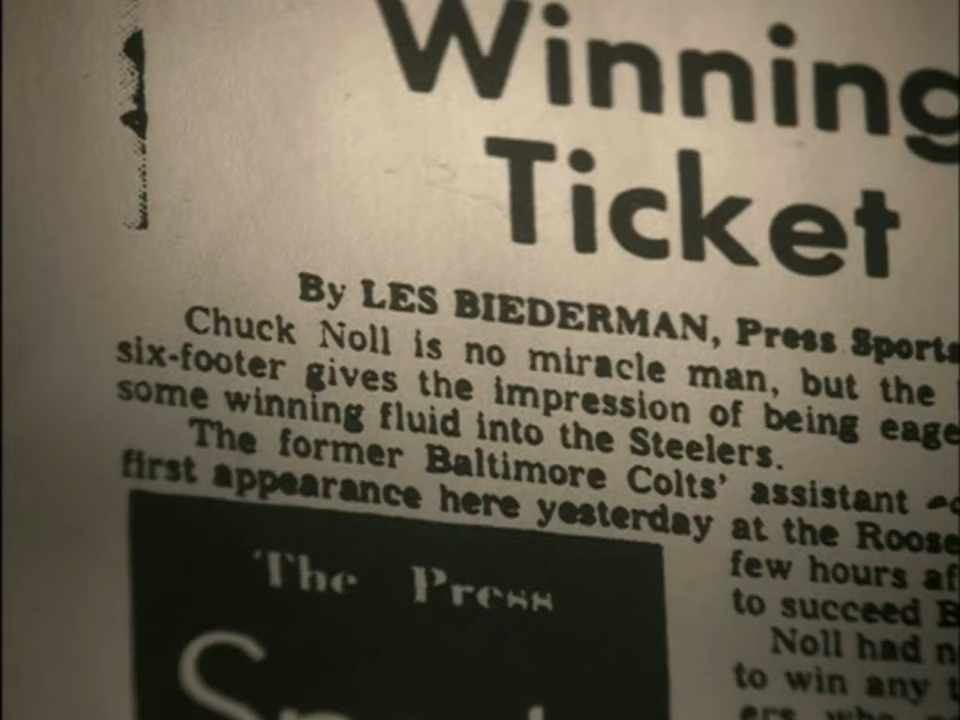 Winning
Ticket
By LES BIEDERMAN, Press Sports
Chuck Noll is no miracle man, but the
six-footer gives the impression of being eage
some winning fluid into the Steelers.
The former Baltimore Colts' assistant
first appearance here yesterday at the Roose
The Press
few hours af
to succeed B
Noll had n
to win any t